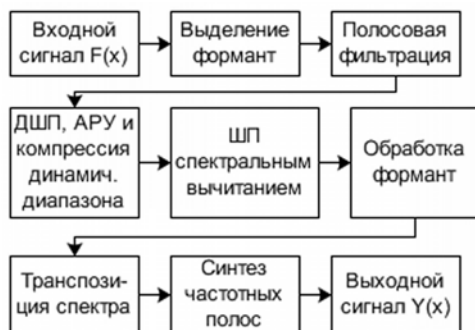 Входной
сигнал F(x)
Выделение
формант
Полосовая
фильтрация
ДШП, АРУ и
компрессия
динамич.
диапазона
ШП
спектральным
вычитанием
Обработка
формант
Транспози-
ция спектра
Синтез
частотных
полос
Выходной
сигнал Y(x)